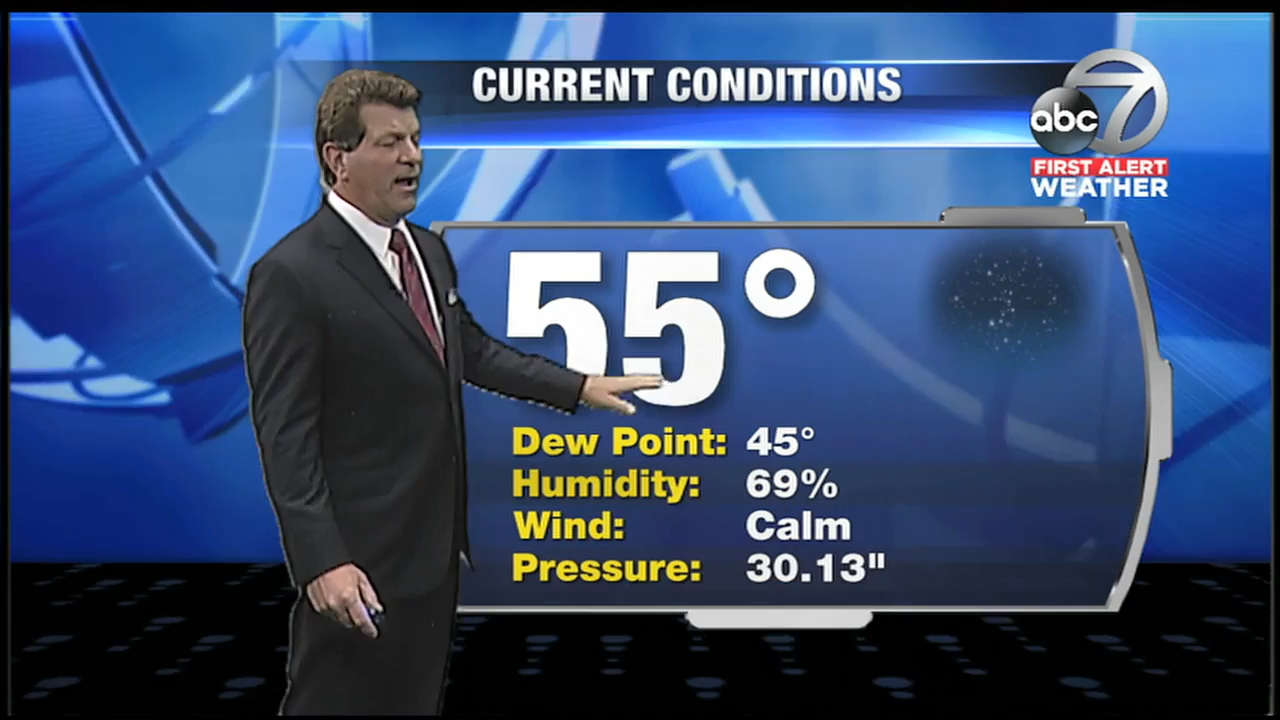 CURRENT CONDITIONS
abc 7
FIRST ALERT
WEATHER
55°
Dew Point: 45°
Humidity: 69%
Wind: Calm
Pressure: 30.13"